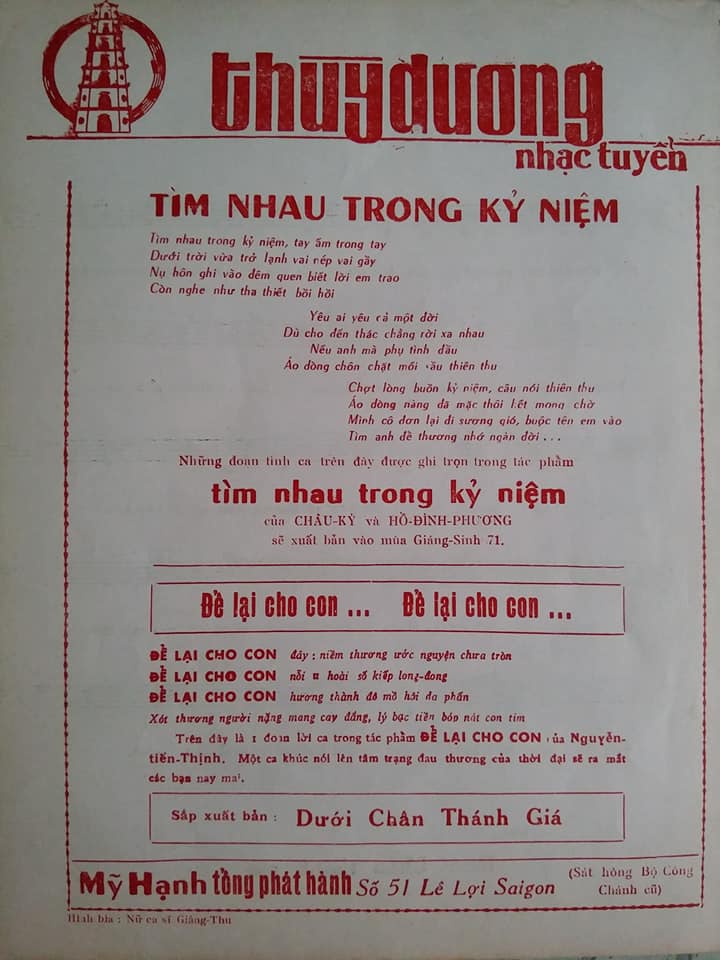 thùy dương
nhạc tuyển
TÌM NHAU TRONG KỶ NIỆM
Tìm nhau trong kỷ niệm, tay ấm trong tay
Dưới trời vừa trở lạnh vai nép vai gầy
Nụ hôn ghi vào đêm quen biết lời em trao
Còn nghe như tha thiết bồi hồi
Yêu ai yêu cả một đời
Dù cho đến thác chẳng rời xa nhau
Nếu anh mà phụ tình đầu
Áo dòng chôn chặt mối sầu thiên thu
Chợt lòng buồn kỷ niệm, câu nói thiên thu
Áo dòng nàng đã mặc thôi hết mong chờ
Mình cô đơn lại đi sương gió, buộc tên em vào
Tìm anh để thương nhớ ngàn đời . . .
Những đoạn tình ca trên đây được ghi trọn trong tác phẩm
tìm nhau trong kỷ niệm
của CHÂU-KỲ và HỒ-ĐÌNH-PHƯƠNG
sẽ xuất bản vào mùa Giáng-Sinh 71.
Để lại cho con ... Để lại cho con ...
ĐỂ LẠI CHO CON đây : niềm thương ước nguyện chưa tròn
ĐỂ LẠI CHO CON nỗi u hoài số kiếp long-đong
ĐỂ LẠI CHO CON hương thành đô mồ hôi đa phấn
Xót thương người nặng mang cay đắng, lý bạc tiền bóp nát con tim
Trên đây là 1 đoạn lời ca trong tác phẩm ĐỂ LẠI CHO CON của Nguyễn-
tiến-Thịnh. Một ca khúc nói lên tâm trạng đau thương của thời đại sẽ ra mắt
các bạn nay mai.
Sắp xuất bản : Dưới Chân Thánh Giá
Mỹ Hạnh tổng phát hành Số 51 Lê Lợi Saigon (Sát hông Bộ Công
Chánh cũ)
Hình bìa : Nữ ca sĩ Giáng-Thu